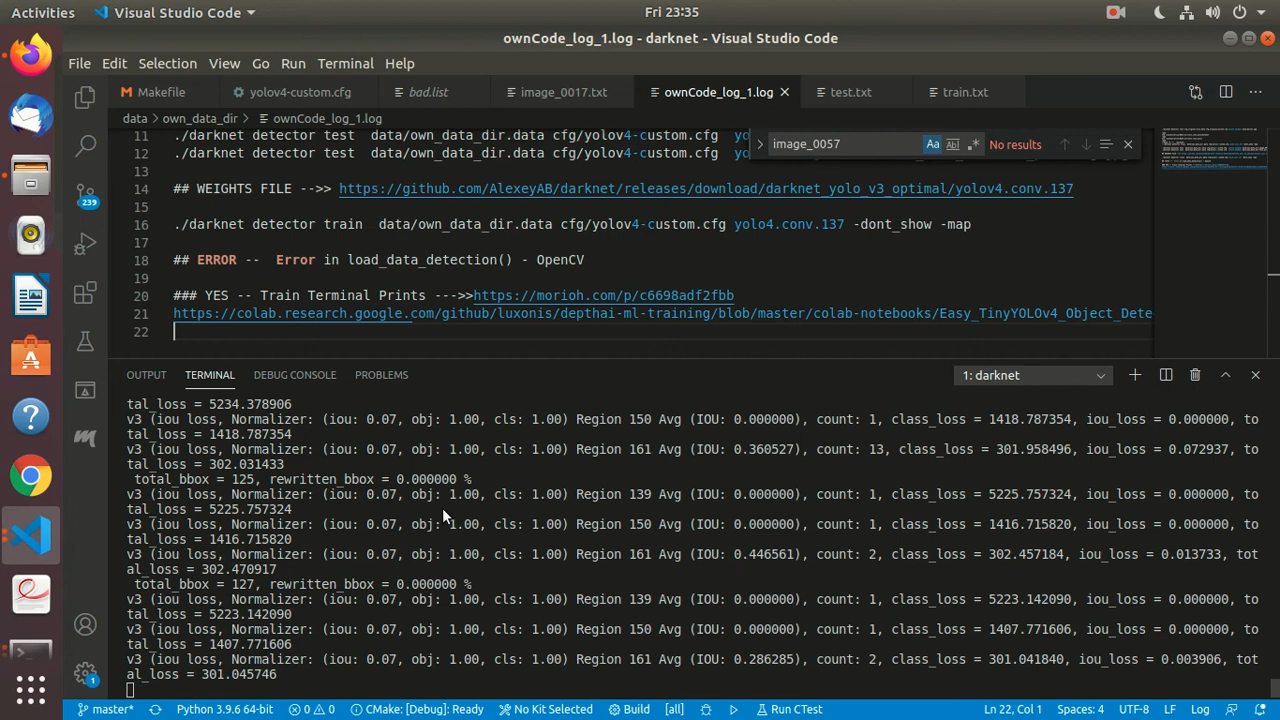 Activities
Visual Studio Code
Fri 23:35
ownCode_log_1.log - darknet - Visual Studio Code
File Edit Selection View Go Run Terminal Help
Makefile
yolov4-custom.cfg
bad.list
image_0017.txt
ownCode_log_1.log
test.txt
train.txt
data > own_data_dir > ownCode_log_1.log
image_0057
Aa
No results
11 ./darknet detector test data/own_data_dir.data cfg/yolov4-custom.cfg
12 ./darknet detector test data/own_data_dir.data cfg/yolov4-custom.cfg
13
14 ## WEIGHTS FILE -->> https://github.com/AlexeyAB/darknet/releases/download/darknet_yolo_v3_optimal/yolov4.conv.137
15
16 ./darknet detector train data/own_data_dir.data cfg/yolov4-custom.cfg yolo4.conv.137 -dont_show -map
17
18 ## ERROR -- Error in load_data_detection() - OpenCV
19
20 ### YES -- Train Terminal Prints --->>https://morioh.com/p/c6698adf2fbb
21 https://colab.research.google.com/github/luxonis/depthai-ml-training/blob/master/colab-notebooks/Easy_TinyYOLOv4_Object_Dete
22
239
OUTPUT TERMINAL DEBUG CONSOLE PROBLEMS
1: darknet
tal_loss = 5234.378906
v3 (iou loss, Normalizer: (iou: 0.07, obj: 1.00, cls: 1.00) Region 150 Avg (IOU: 0.000000), count: 1, class_loss = 1418.787354, iou_loss = 0.000000, to
tal_loss = 1418.787354
v3 (iou loss, Normalizer: (iou: 0.07, obj: 1.00, cls: 1.00) Region 161 Avg (IOU: 0.360527), count: 13, class_loss = 301.958496, iou_loss = 0.072937, to
tal_loss = 302.031433
total_bbox = 125, rewritten_bbox = 0.000000 %
v3 (iou loss, Normalizer: (iou: 0.07, obj: 1.00, cls: 1.00) Region 139 Avg (IOU: 0.000000), count: 1, class_loss = 5225.757324, iou_loss = 0.000000, to
tal_loss = 5225.757324
v3 (iou loss, Normalizer: (iou: 0.07, obj: 1.00, cls: 1.00) Region 150 Avg (IOU: 0.000000), count: 1, class_loss = 1416.715820, iou_loss = 0.000000, to
tal_loss = 1416.715820
v3 (iou loss, Normalizer: (iou: 0.07, obj: 1.00, cls: 1.00) Region 161 Avg (IOU: 0.446561), count: 2, class_loss = 302.457184, iou_loss = 0.013733, tot
al_loss = 302.470917
total_bbox = 127, rewritten_bbox = 0.000000 %
v3 (iou loss, Normalizer: (iou: 0.07, obj: 1.00, cls: 1.00) Region 139 Avg (IOU: 0.000000), count: 1, class_loss = 5223.142090, iou_loss = 0.000000, to
tal_loss = 5223.142090
v3 (iou loss, Normalizer: (iou: 0.07, obj: 1.00, cls: 1.00) Region 150 Avg (IOU: 0.000000), count: 1, class_loss = 1407.771606, iou_loss = 0.000000, to
tal_loss = 1407.771606
v3 (iou loss, Normalizer: (iou: 0.07, obj: 1.00, cls: 1.00) Region 161 Avg (IOU: 0.286285), count: 2, class_loss = 301.041840, iou_loss = 0.003906, tot
al_loss = 301.045746
1
master* Python 3.9.6 64-bit 0 0 CMake: [Debug]: Ready No Kit Selected Build [all] Run CTest Ln 22, Col 1 Spaces: 4 UTF-8 LF Log